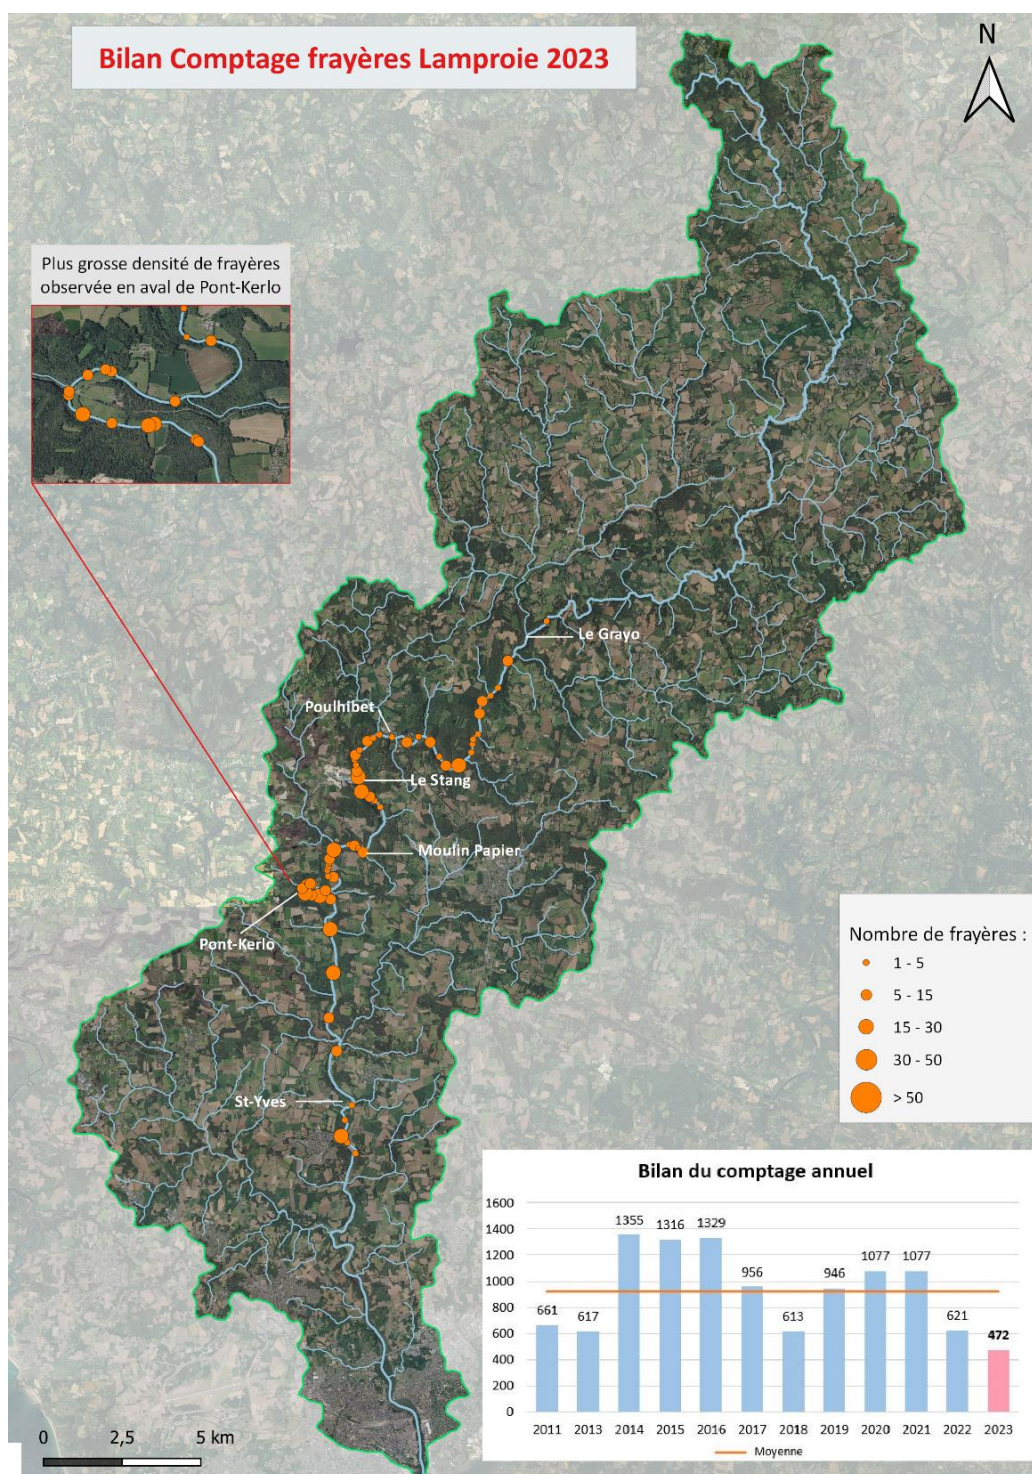 Bilan Comptage frayères Lamproie 2023
N
Plus grosse densité de frayères
observée en aval de Pont-Kerlo
Le Grayo
Poulhibet
Le Stang
Moulin Papier
Pont-Kerlo
St-Yves
Nombre de frayères :
1 - 5
5 - 15
15 - 30
30 - 50
> 50
Bilan du comptage annuel
1600
1400
1200
1000
800
600
400
200
0
661
617
1355
1316
1329
956
613
946
1077
1077
621
472
2011
2013
2014
2015
2016
2017
2018
2019
2020
2021
2022
2023
Moyenne
0
2,5
5 km